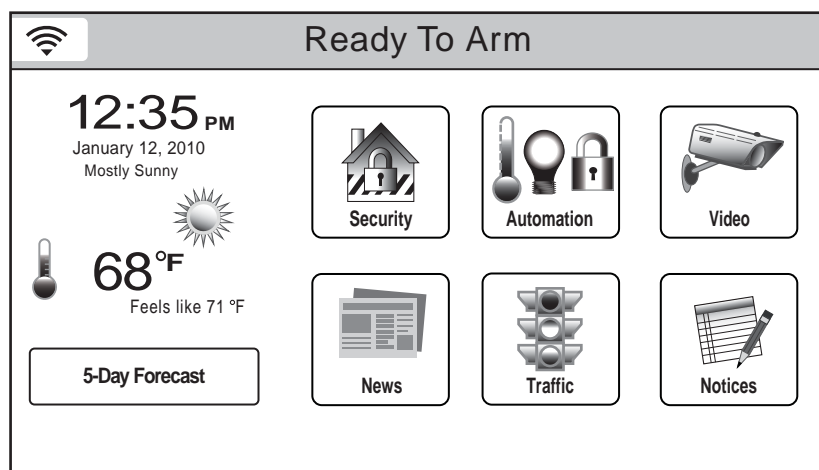 Ready To Arm
12:35 PM
January 12, 2010
Mostly Sunny
68°F
Feels like 71 °F
5-Day Forecast
Security
Automation
Video
News
Traffic
Notices